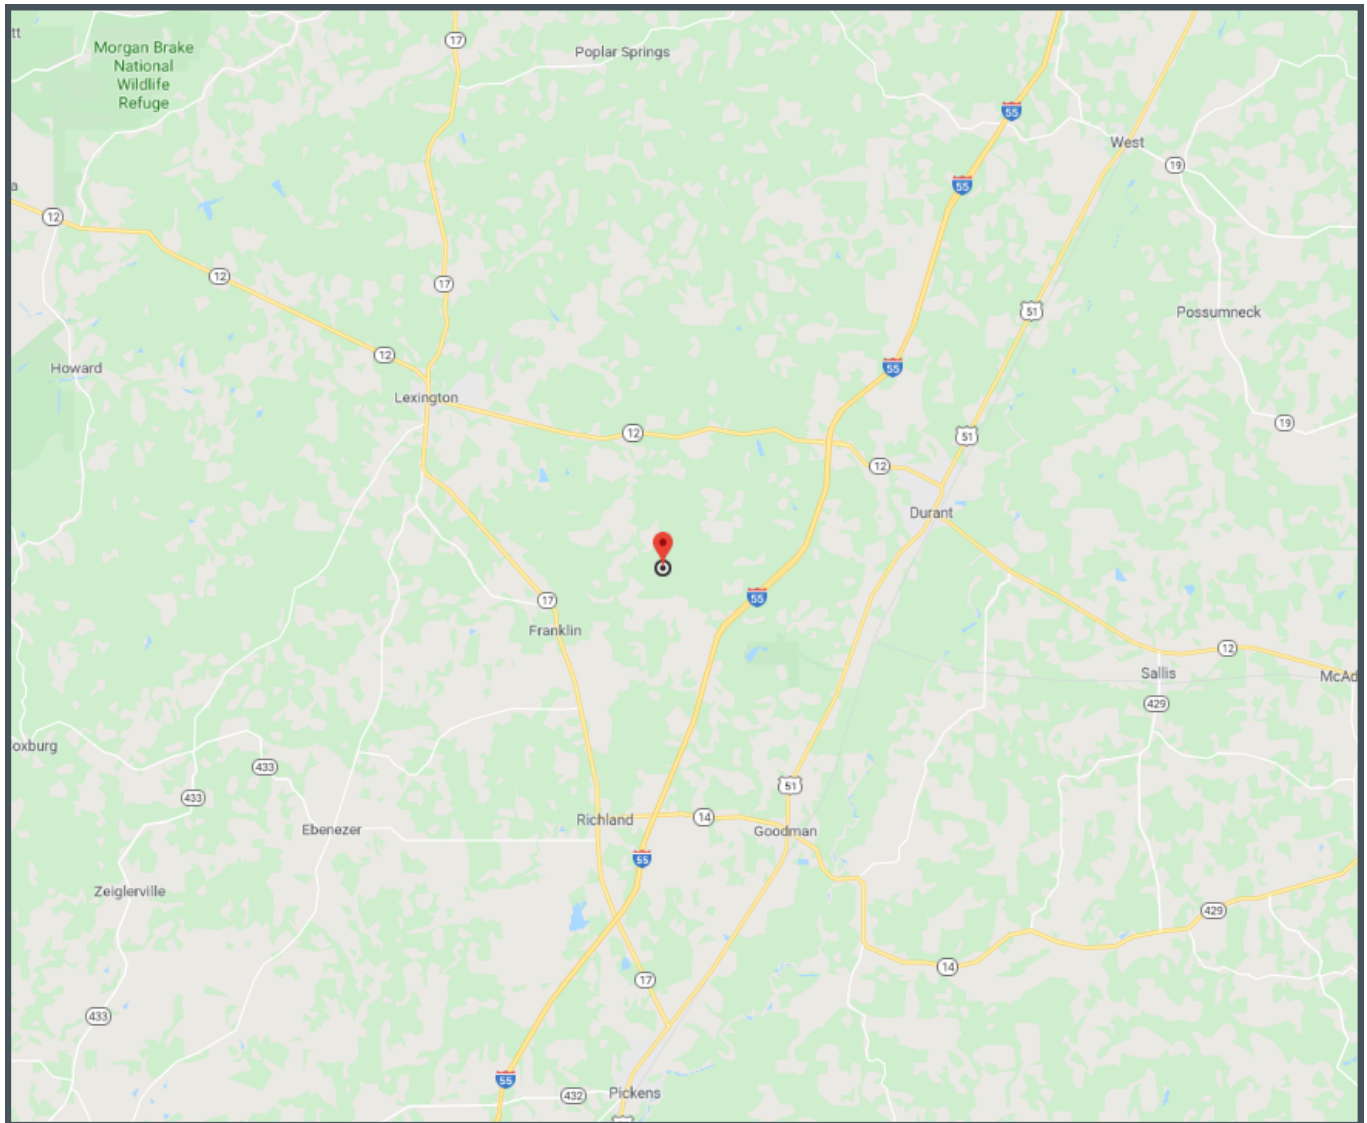 tt
17
Morgan Brake
National
Wildlife
Refuge
Poplar Springs
55
West
19
55
a
12
12
17
51
Possumneck
12
55
Howard
Lexington
19
12
51
12
Durant
55
17
Franklin
12
Sallis
McAd
429
oxburg
433
51
433
Richland
14
Ebenezer
Goodman
55
Zeiglerville
429
14
17
433
55
432
Pickens